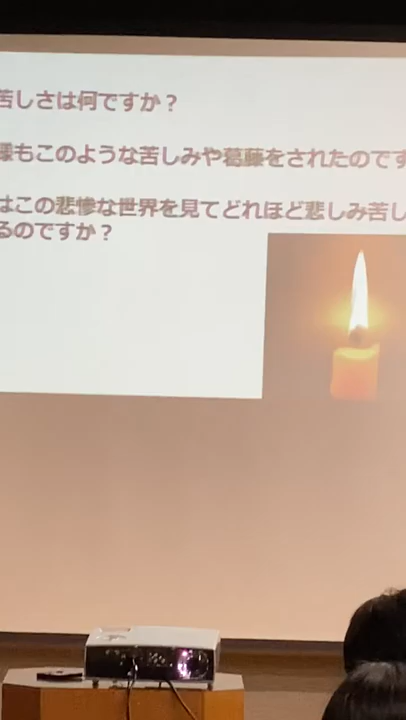 苦しさは何ですか？
様もこのような苦しみや葛藤をされたのです
はこの悲惨な世界を見てどれほど悲しみ苦し
るのですか？